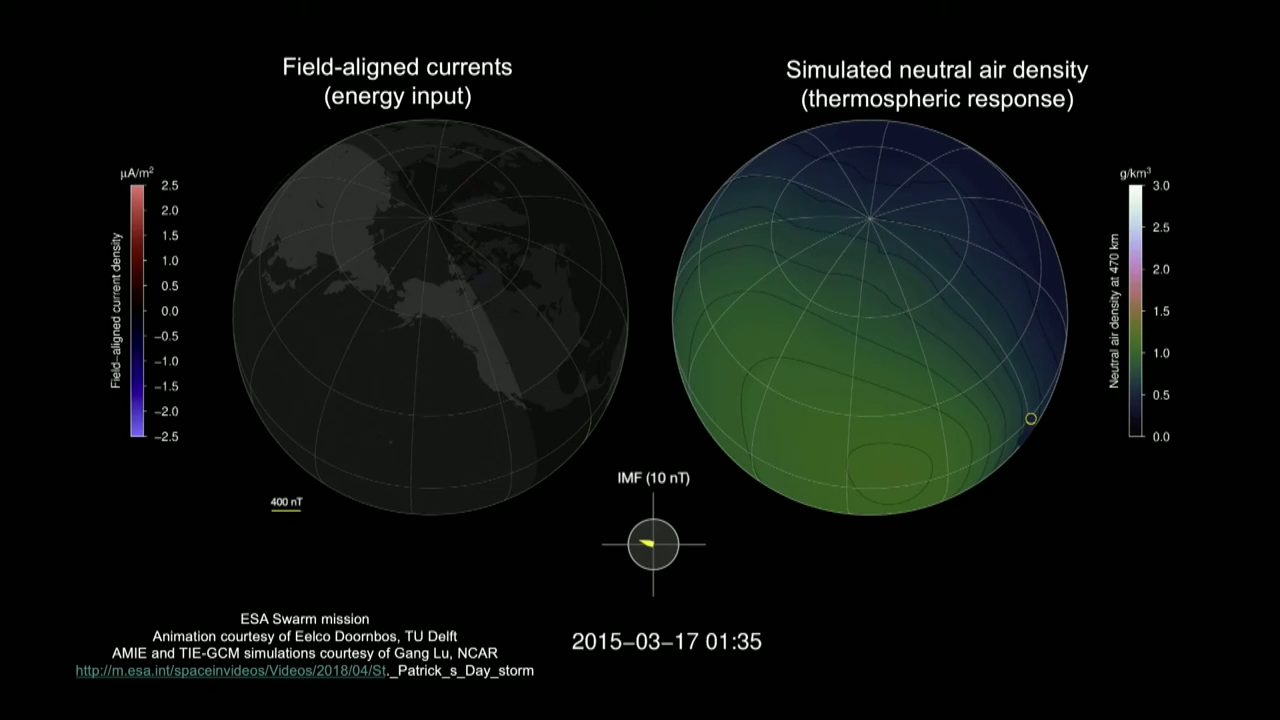 Field-aligned currents
(energy input)
Simulated neutral air density
(thermospheric response)
μA/m²
2.5
2.0
1.5
1.0
0.5
0.0
−0.5
−1.0
−1.5
−2.0
−2.5
Field−aligned current density
400 nT
g/km³
3.0
2.5
2.0
1.5
1.0
0.5
0.0
Neutral air density at 470 km
IMF (10 nT)
2015−03−17 01:35
ESA Swarm mission
Animation courtesy of Eelco Doornbos, TU Delft
AMIE and TIE-GCM simulations courtesy of Gang Lu, NCAR
http://m.esa.int/spaceinvideos/Videos/2018/04/St._Patrick_s_Day_storm